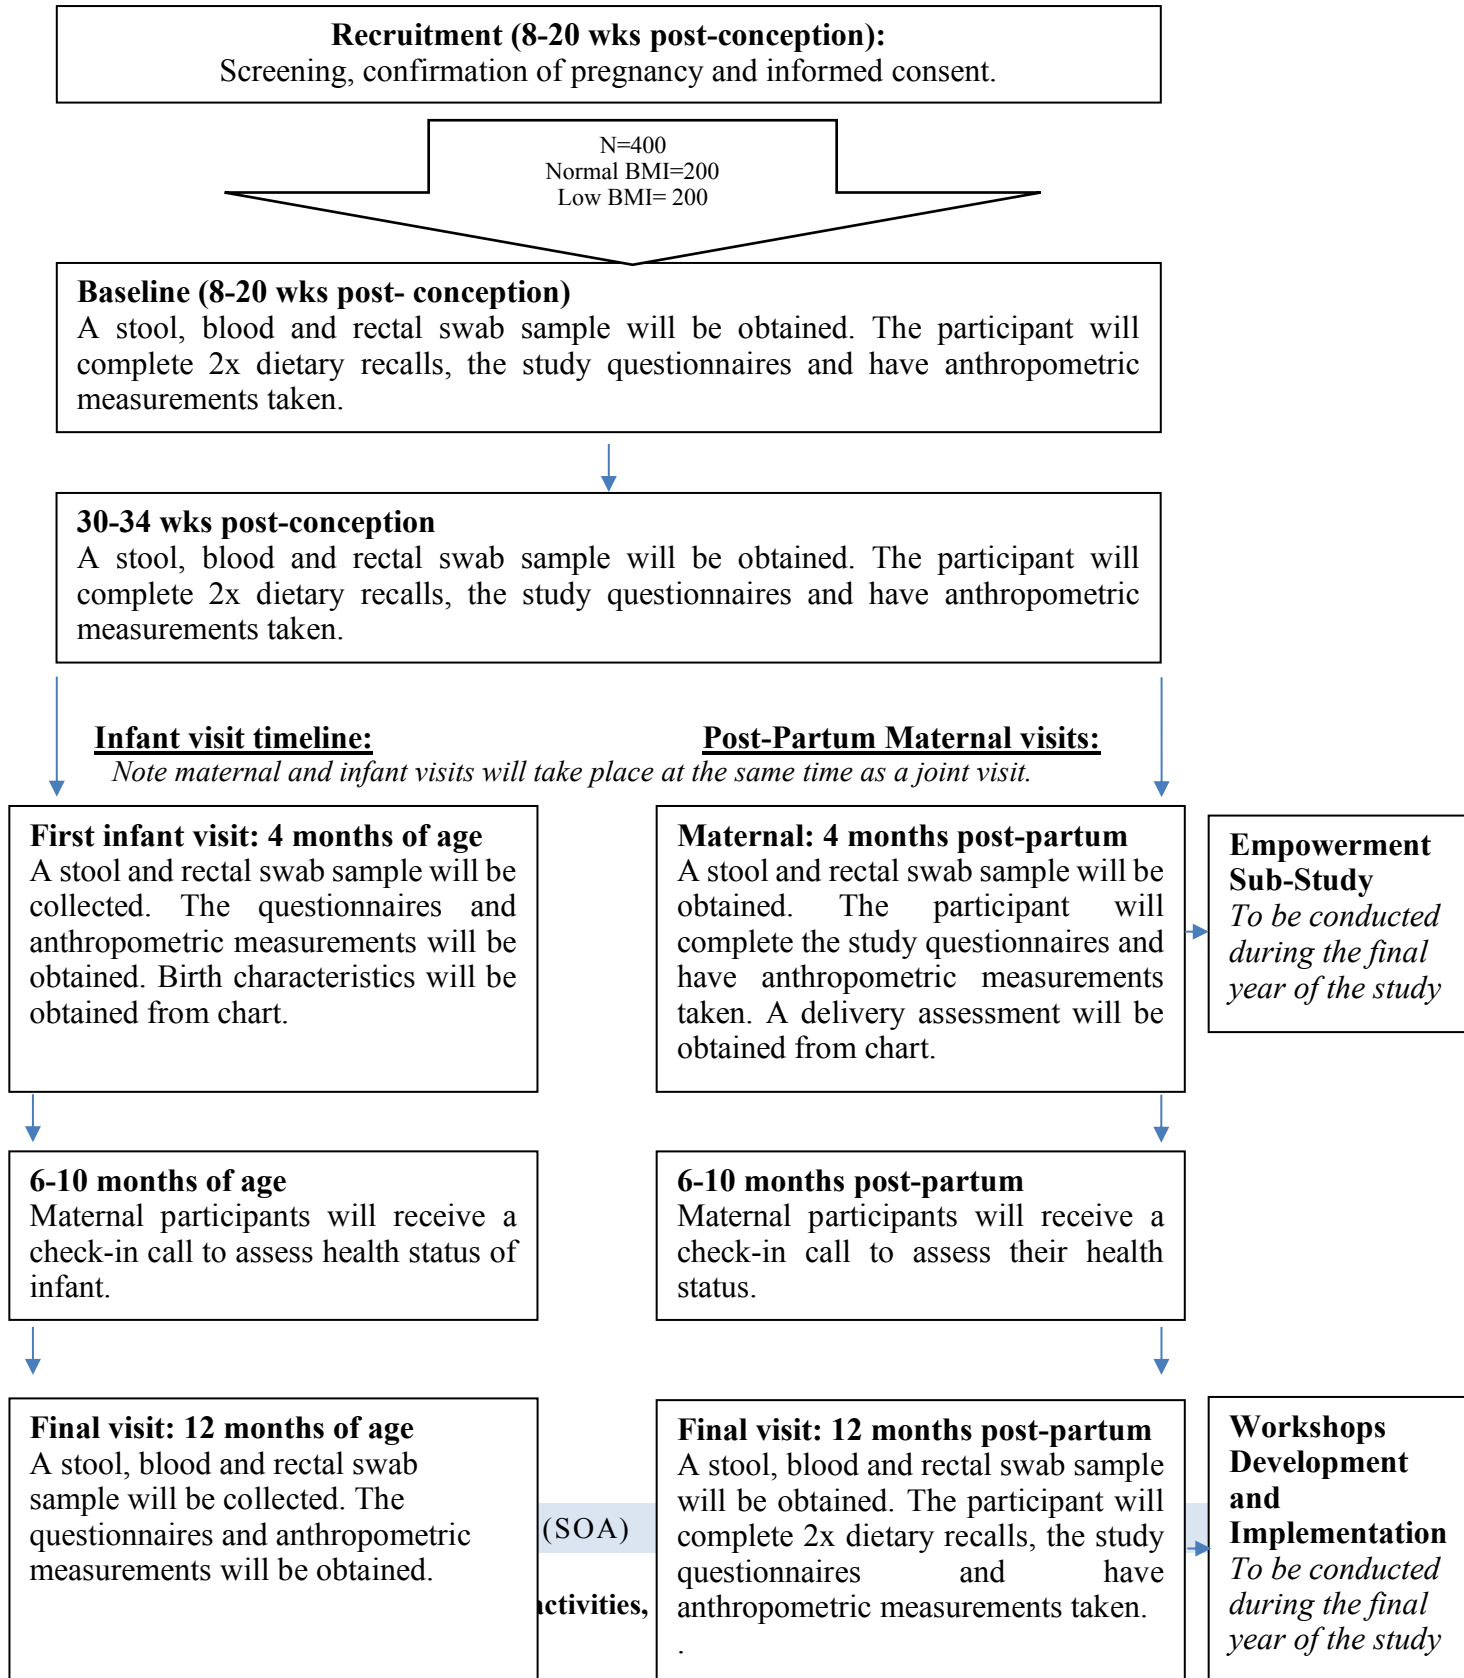 Recruitment (8-20 wks post-conception):
Screening, confirmation of pregnancy and informed consent.
N=400
Normal BMI=200
Low BMI= 200
Baseline (8-20 wks post- conception)
A stool, blood and rectal swab sample will be obtained. The participant will
complete 2x dietary recalls, the study questionnaires and have anthropometric
measurements taken.
30-34 wks post-conception
A stool, blood and rectal swab sample will be obtained. The participant will
complete 2x dietary recalls, the study questionnaires and have anthropometric
measurements taken.
Infant visit timeline:
Post-Partum Maternal visits:
Note maternal and infant visits will take place at the same time as a joint visit.
First infant visit: 4 months of age
A stool and rectal swab sample will be
collected. The questionnaires and
anthropometric measurements will be
obtained. Birth characteristics will be
obtained from chart.
Maternal: 4 months post-partum
A stool and rectal swab sample will be
obtained. The participant will
complete the study questionnaires and
have anthropometric measurements
taken. A delivery assessment will be
obtained from chart.
Empowerment
Sub-Study
To be conducted
during the final
year of the study
6-10 months of age
Maternal participants will receive a
check-in call to assess health status of
infant.
6-10 months post-partum
Maternal participants will receive a
check-in call to assess their health
status.
Final visit: 12 months of age
A stool, blood and rectal swab
sample will be collected. The
questionnaires and anthropometric
measurements will be obtained.
(SOA)
activities,
Final visit: 12 months post-partum
A stool, blood and rectal swab sample
will be obtained. The participant will
complete 2x dietary recalls, the study
questionnaires and have
anthropometric measurements taken.
.
Workshops
Development
and
Implementation
To be conducted
during the final
year of the study